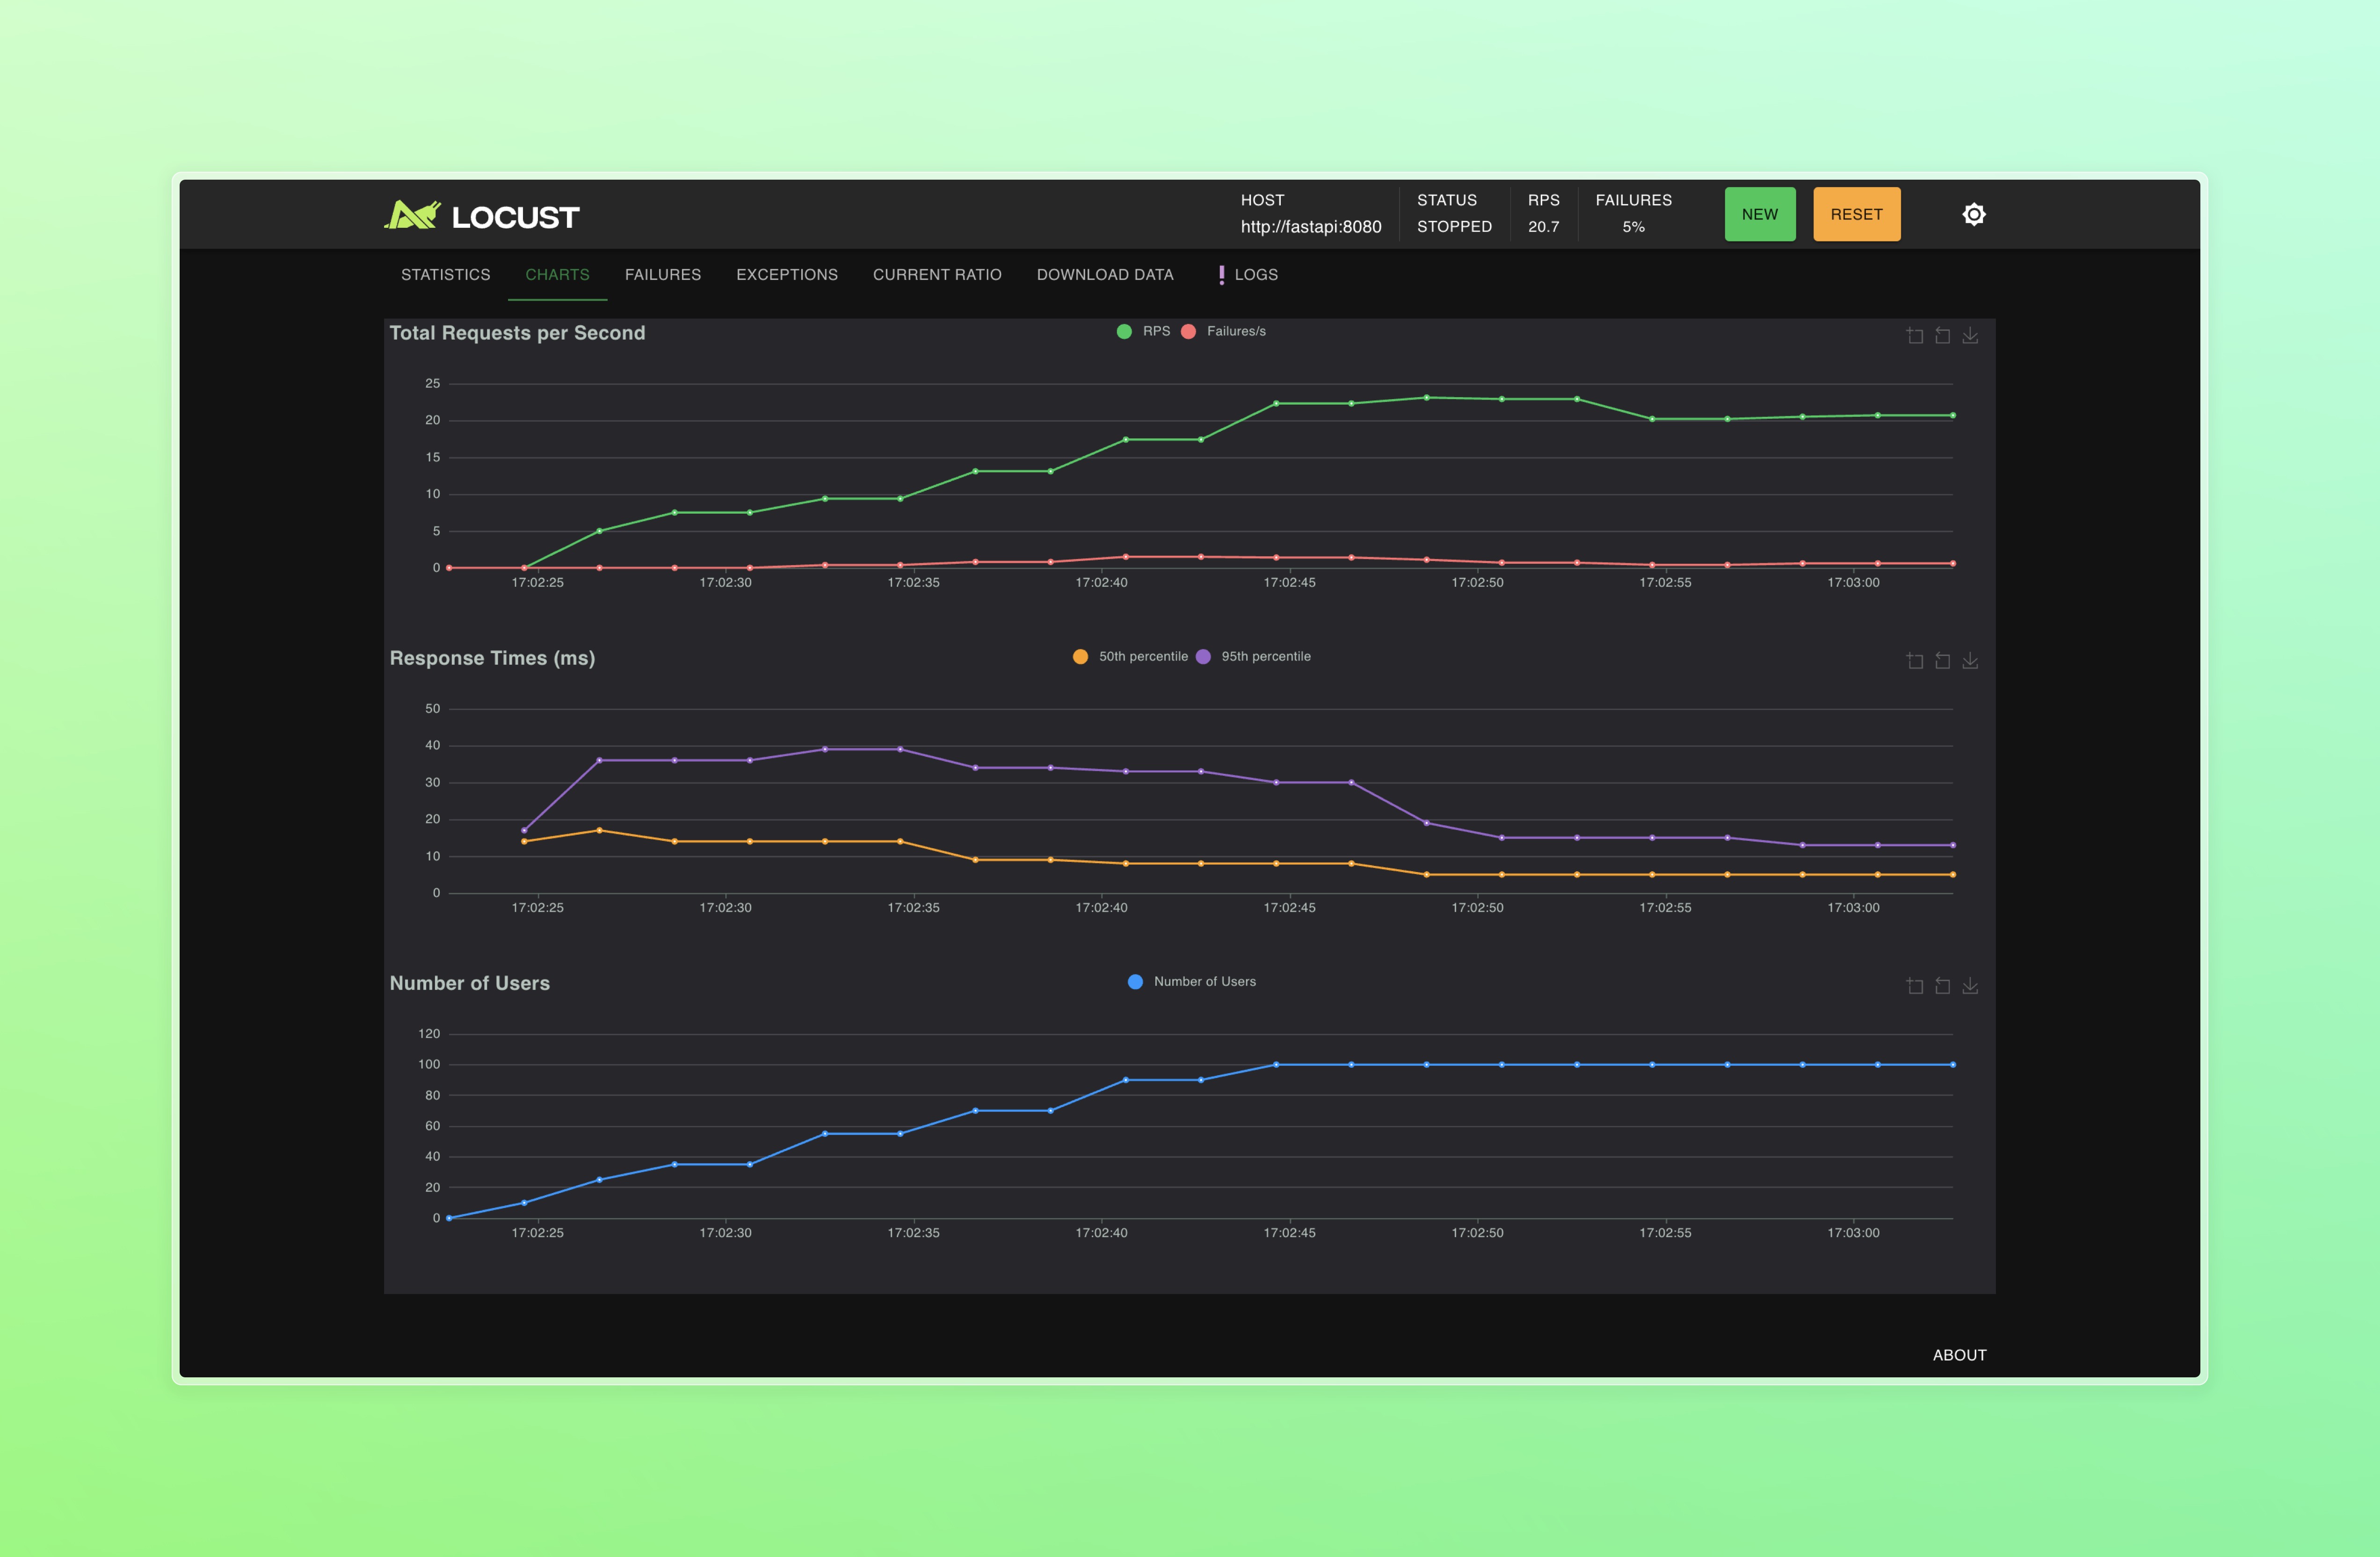 LOCUST
HOST
http://fastapi:8080
STATUS
STOPPED
RPS
20.7
FAILURES
5%
NEW
RESET
STATISTICS CHARTS FAILURES EXCEPTIONS CURRENT RATIO DOWNLOAD DATA LOGS
Total Requests per Second
RPS Failures/s
25
20
15
10
5
0
17:02:25 17:02:30 17:02:35 17:02:40 17:02:45 17:02:50 17:02:55 17:03:00
Response Times (ms)
50th percentile 95th percentile
50
40
30
20
10
0
17:02:25 17:02:30 17:02:35 17:02:40 17:02:45 17:02:50 17:02:55 17:03:00
Number of Users
Number of Users
120
100
80
60
40
20
0
17:02:25 17:02:30 17:02:35 17:02:40 17:02:45 17:02:50 17:02:55 17:03:00
ABOUT